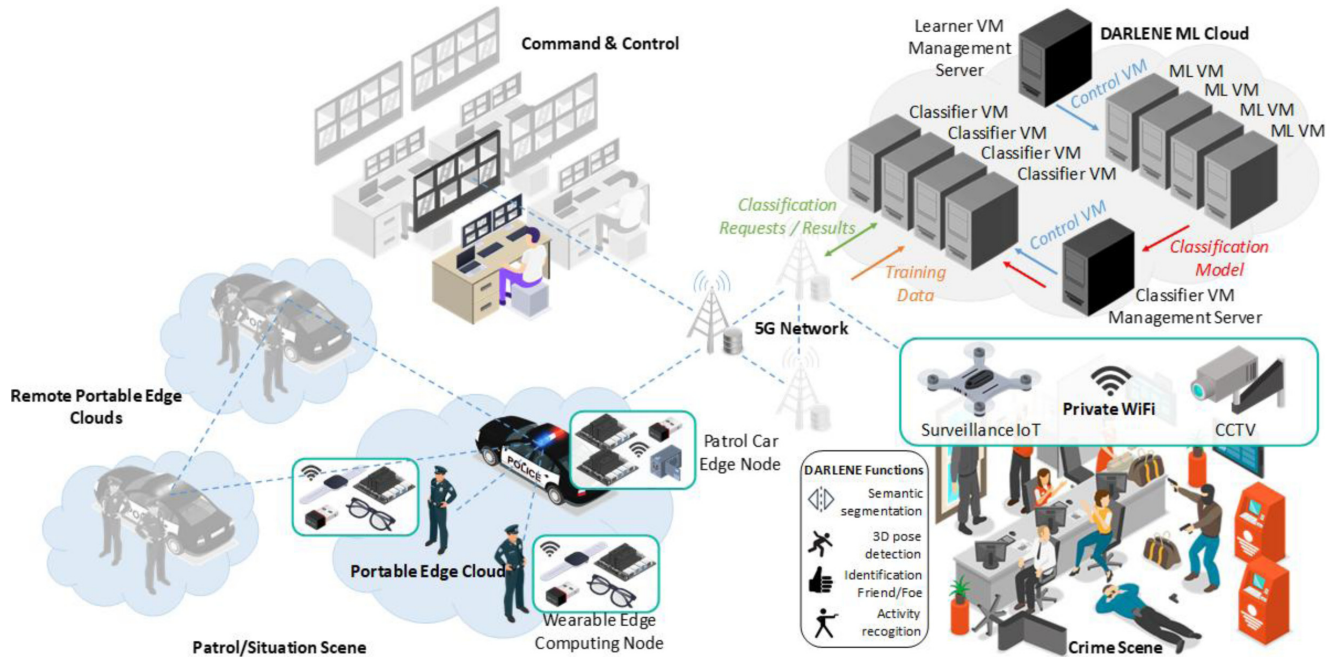 Command & Control
Learner VM
Management
Server
DARLENE ML Cloud
Control VM
ML VM
ML VM
ML VM
ML VM
Classifier VM
Classifier VM
Classifier VM
Classifier VM
Classification
Requests / Results
Control VM
Training
Data
Classification
Model
Classifier VM
Management Server
5G Network
Remote Portable Edge
Clouds
POLICE
Patrol Car
Edge Node
Portable Edge Cloud
Wearable Edge
Computing Node
Patrol/Situation Scene
Surveillance IoT
Private WiFi
CCTV
DARLENE Functions
Semantic
segmentation
3D pose
detection
Identification
Friend/Foe
Activity
recogition
Crime Scene